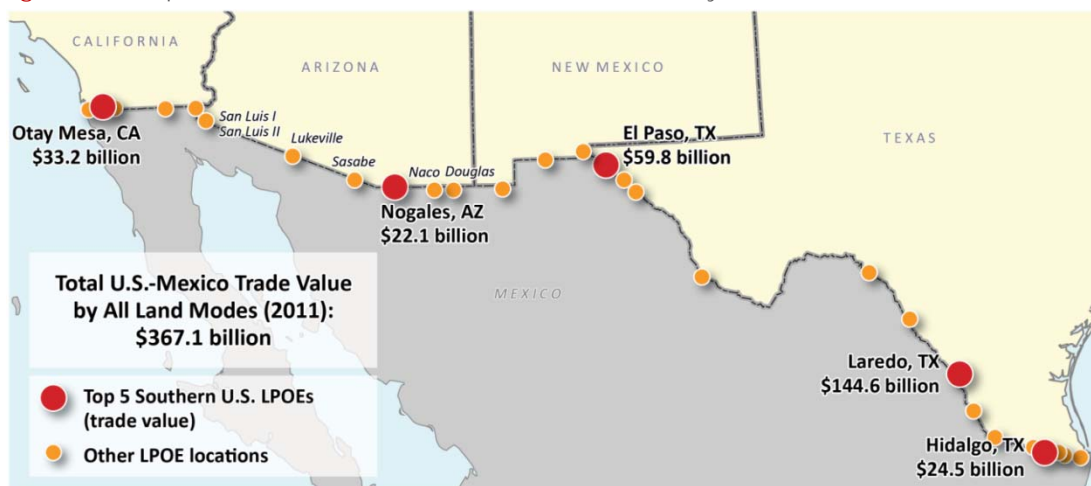 CALIFORNIA
ARIZONA
NEW MEXICO
TEXAS
Otay Mesa, CA
$33.2 billion
San Luis I
San Luis II
Lukeville
Sasabe
Naco
Douglas
Nogales, AZ
$22.1 billion
El Paso, TX
$59.8 billion
MEXICO
Laredo, TX
$144.6 billion
Hidalgo, TX
$24.5 billion
Total U.S.-Mexico Trade Value
by All Land Modes (2011):
$367.1 billion
Top 5 Southern U.S. LPOEs
(trade value)
Other LPOE locations